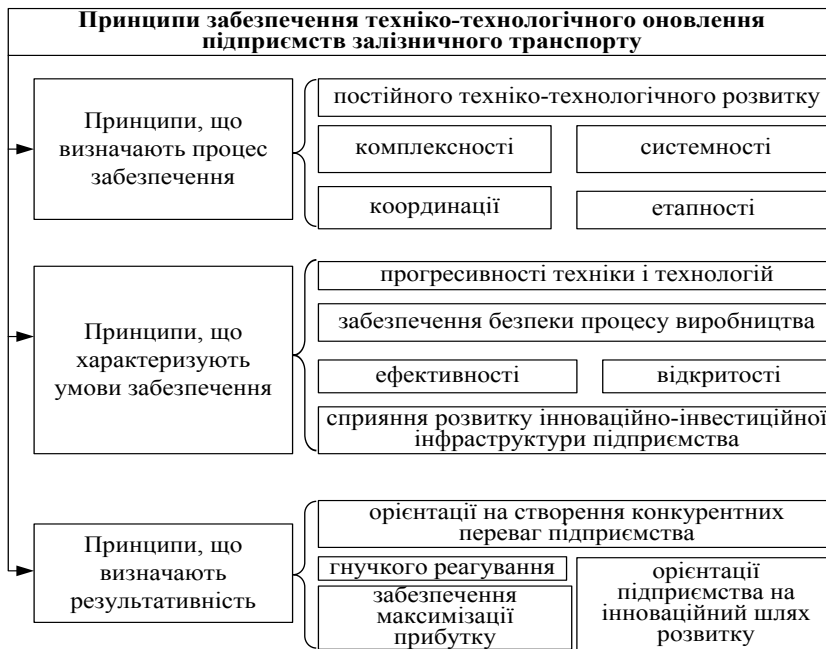 Принципи забезпечення техніко-технологічного оновлення
підприємств залізничного транспорту
Принципи, що
визначають процес
забезпечення
постійного техніко-технологічного розвитку
комплексності
системності
координації
етапності
Принципи, що
характеризують
умови забезпечення
прогресивності техніки і технологій
забезпечення безпеки процесу виробництва
ефективності
відкритості
сприяння розвитку інноваційно-інвестиційної
інфраструктури підприємства
Принципи, що
визначають
результативність
орієнтації на створення конкурентних
переваг підприємства
гнучкого реагування
забезпечення
максимізації
прибутку
орієнтації
підприємства на
інноваційний шлях
розвитку